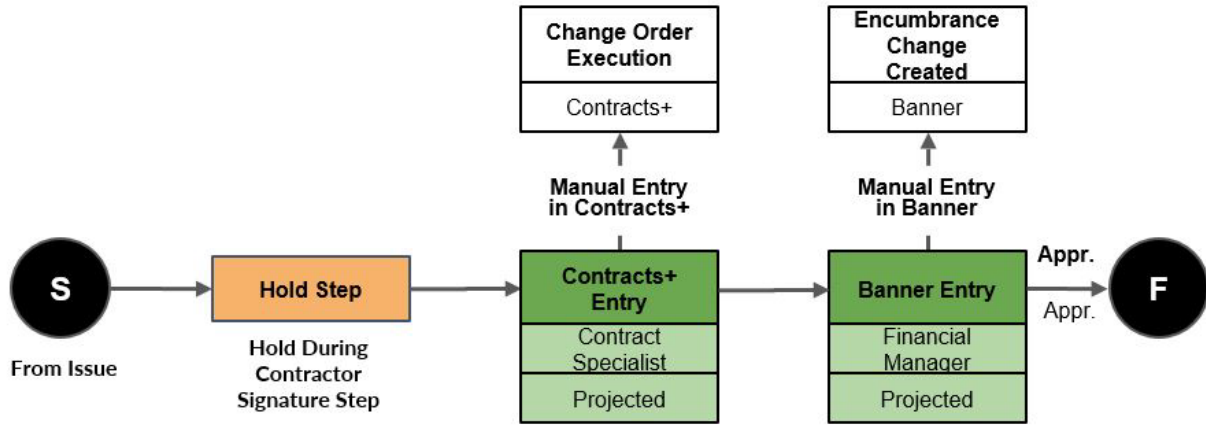 Change Order
Execution
Contracts+
Encumbrance
Change
Created
Banner
Manual Entry
in Contracts+
Manual Entry
in Banner
S
From Issue
Hold Step
Hold During
Contractor
Signature Step
Contracts+
Entry
Contract
Specialist
Projected
Banner Entry
Financial
Manager
Projected
Appr.
Appr.
F